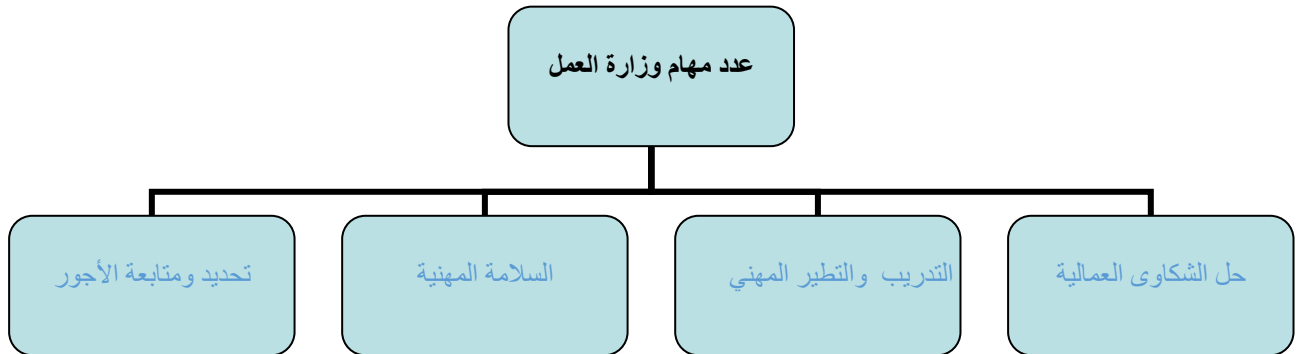 عدد مهام وزارة العمل
حل الشكاوى العمالية
التدريب والتطير المهني
السلامة المهنية
تحديد ومتابعة الأجور